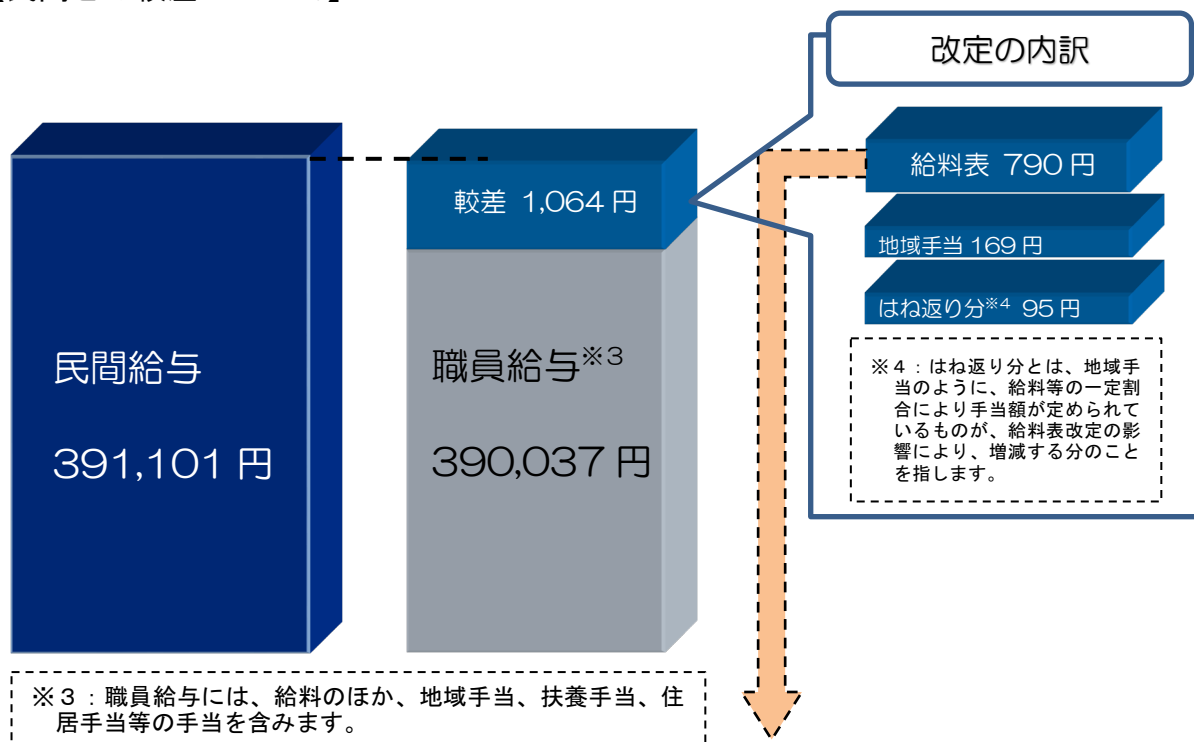 改定の内訳
給料表 790 円
較差 1,064 円
地域手当 169 円
はね返り分※4 95 円
民間給与
391,101 円
職員給与※3
390,037 円
※4：はね返り分とは、地域手
当のように、給料等の一定割
合により手当額が定められて
いるものが、給料表改定の影
響により、増減する分のこと
を指します。
※3：職員給与には、給料のほか、地域手当、扶養手当、住
居手当等の手当を含みます。